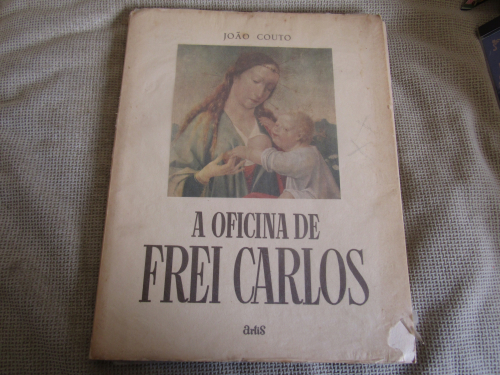 JOÃO COUTO
A OFICINA DE
FREI CARLOS
artis